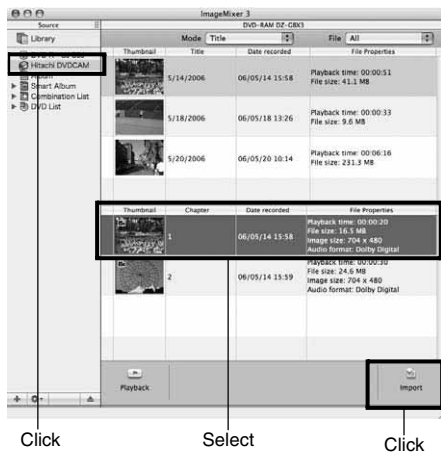 ImageMixer 3
Source
DVD-RAM DZ-GBX3
Library
Mode Title
File All
Thumbnail Title Date recorded File Properties
Hitachi DVDCAM
Album
Smart Album
Combination List
DVD List
5/14/2006 06/05/14 15:58 Playback time: 00:00:51
File size: 41.1 MB
5/18/2006 06/05/18 13:26 Playback time: 00:00:33
File size: 9.6 MB
5/20/2006 06/05/20 10:14 Playback time: 00:06:16
File size: 231.3 MB
Thumbnail Chapter Date recorded File Properties
1 06/05/14 15:58 Playback time: 00:00:20
File size: 16.5 MB
Image size: 704 x 480
Audio format: Dolby Digital
2 06/05/14 15:59 Playback time: 00:00:30
File size: 24.6 MB
Image size: 704 x 480
Audio format: Dolby Digital
Playback
Import
Click
Select
Click